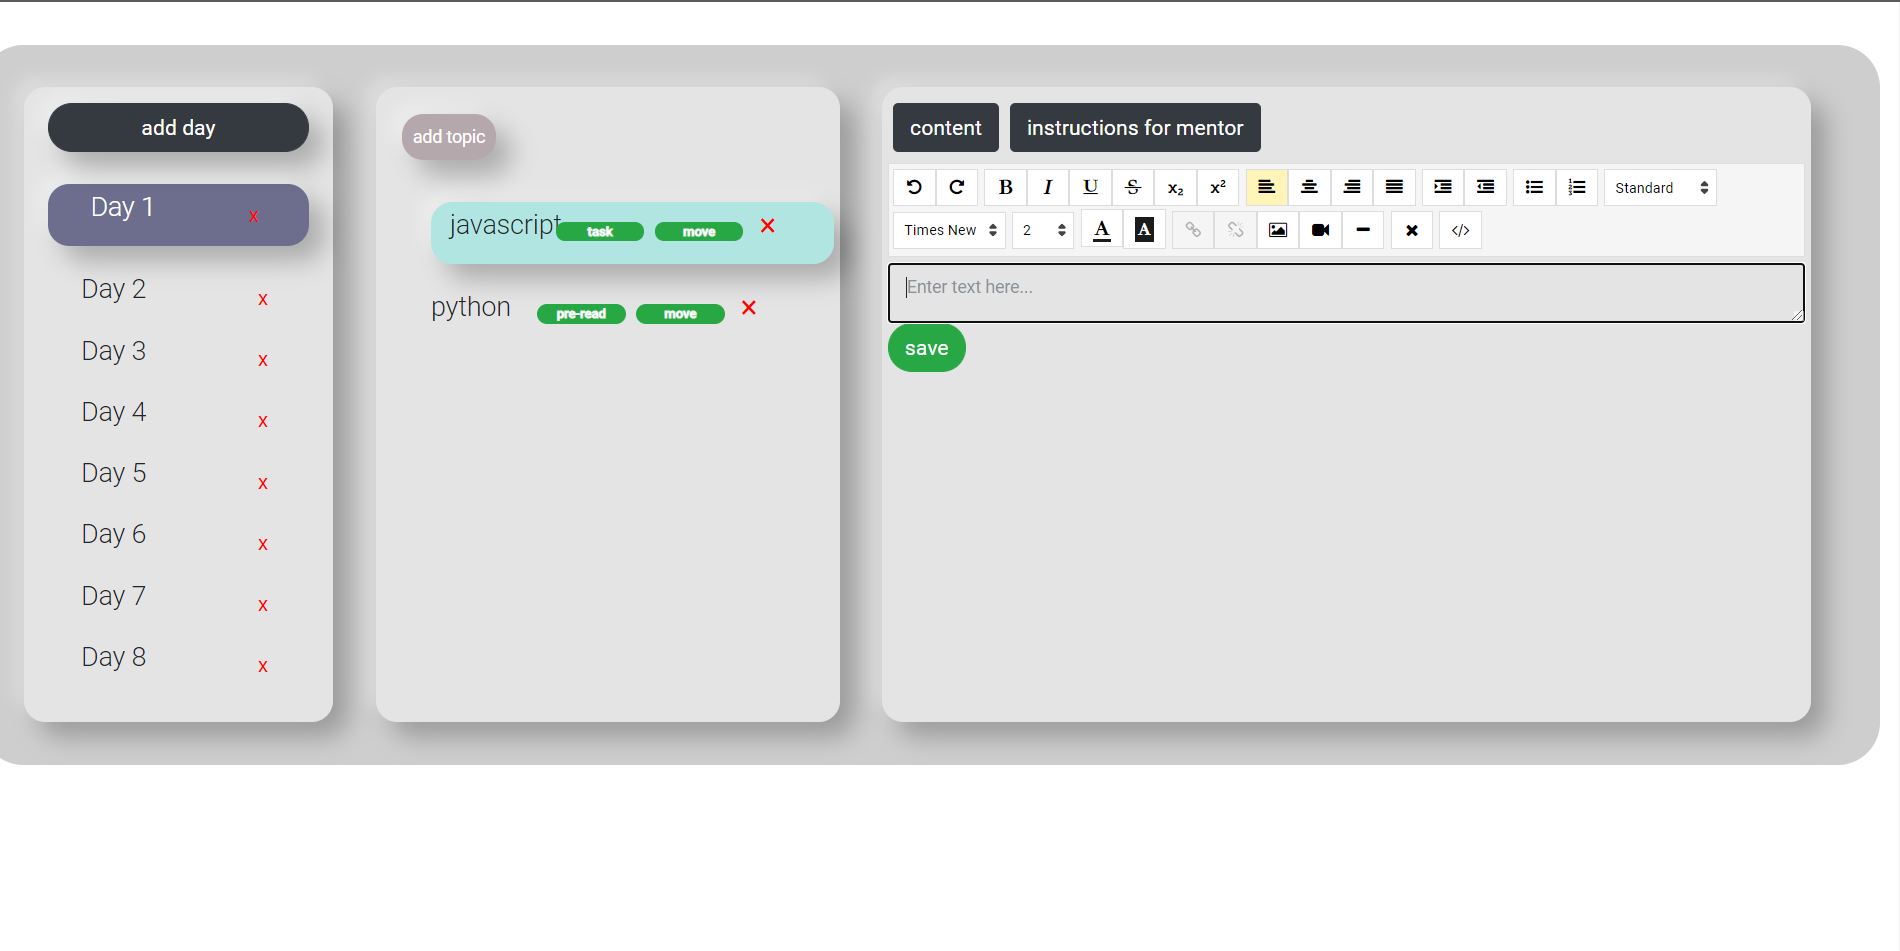 add day
Day 1 x
Day 2 x
Day 3 x
Day 4 x
Day 5 x
Day 6 x
Day 7 x
Day 8 x
add topic
javascript task move ×
python pre-read move ×
content instructions for mentor
B I U S x₂ x² Standard
Times New 2 A A </>
Enter text here...
save